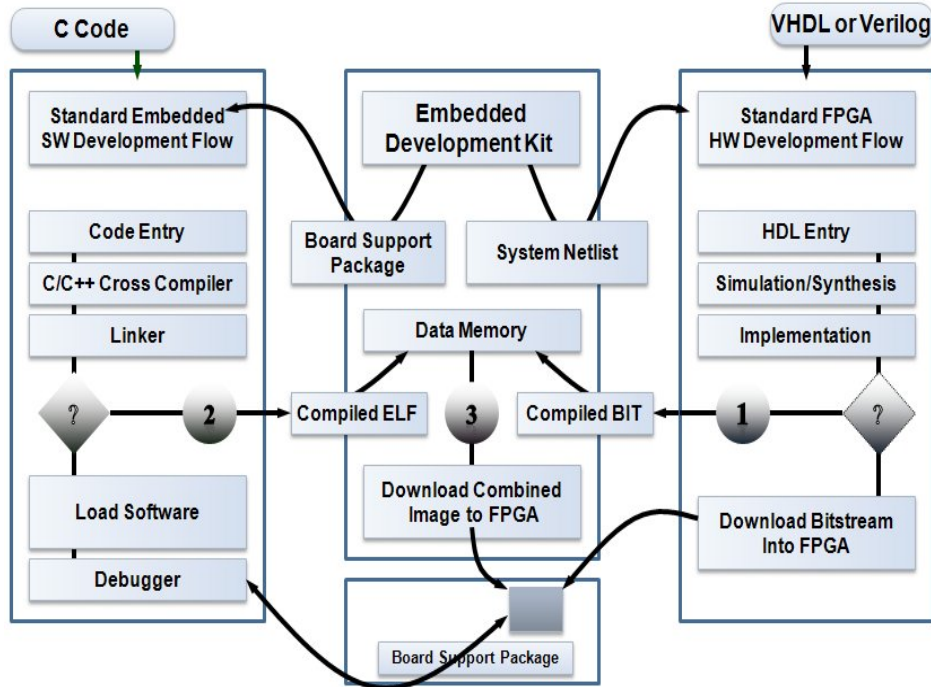 C Code
VHDL or Verilog
Standard Embedded
SW Development Flow
Embedded
Development Kit
Standard FPGA
HW Development Flow
Code Entry
Board Support
Package
System Netlist
HDL Entry
C/C++ Cross Compiler
Simulation/Synthesis
Linker
Data Memory
Implementation
?
2
Compiled ELF
3
Compiled BIT
1
?
Load Software
Download Combined
Image to FPGA
Download Bitstream
Into FPGA
Debugger
Board Support Package